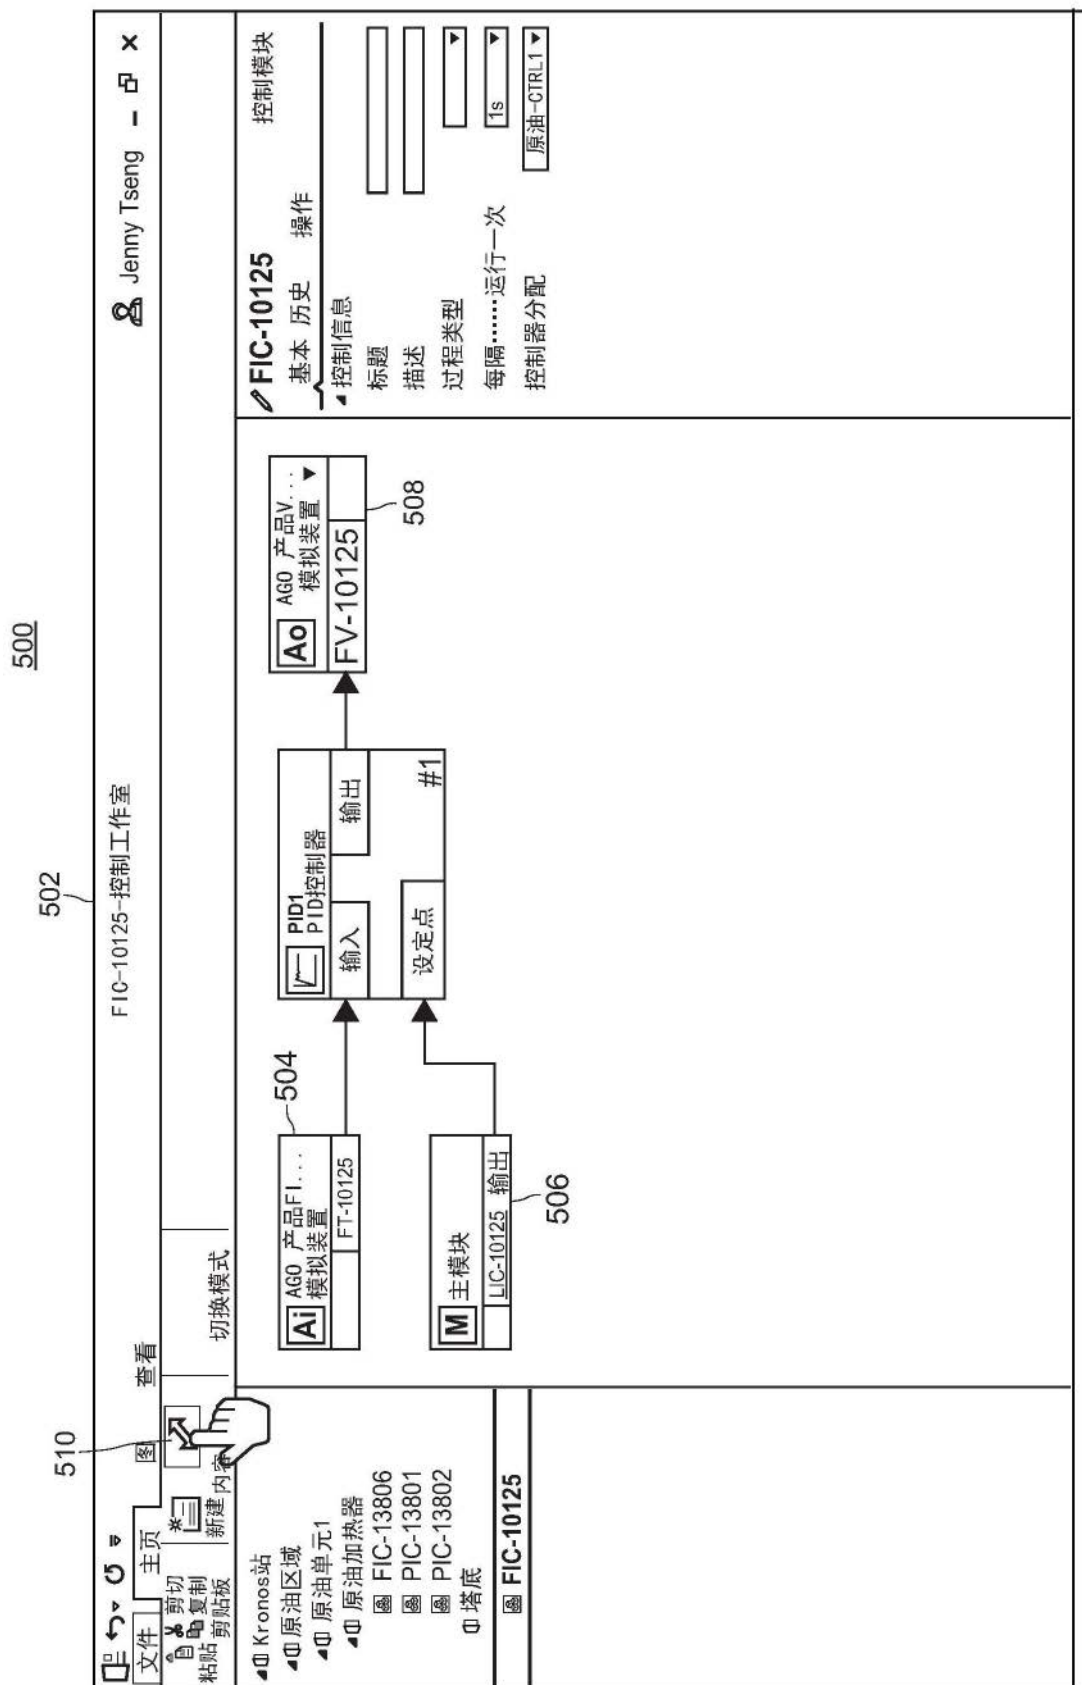 500
502
FIC-10125-控制工作室
Jenny Tseng
文件
主页
图
查看
510
剪切
复制
粘贴
剪贴板
新建
内容
切换模式
Kronos站
原油区域
原油单元1
原油加热器
FIC-13806
PIC-13801
PIC-13802
塔底
FIC-10125
Ai
AGO 产品FI...
模拟装置
FT-10125
504
M
主模块
LIC-10125 输出
506
PID1
PID控制器
输入
输出
设定点
#1
Ao
AGO 产品V...
模拟装置
FV-10125
508
FIC-10125
控制模块
基本 历史 操作
控制信息
标题
描述
过程类型
每隔……运行一次
1s
控制器分配
原油-CTRL1